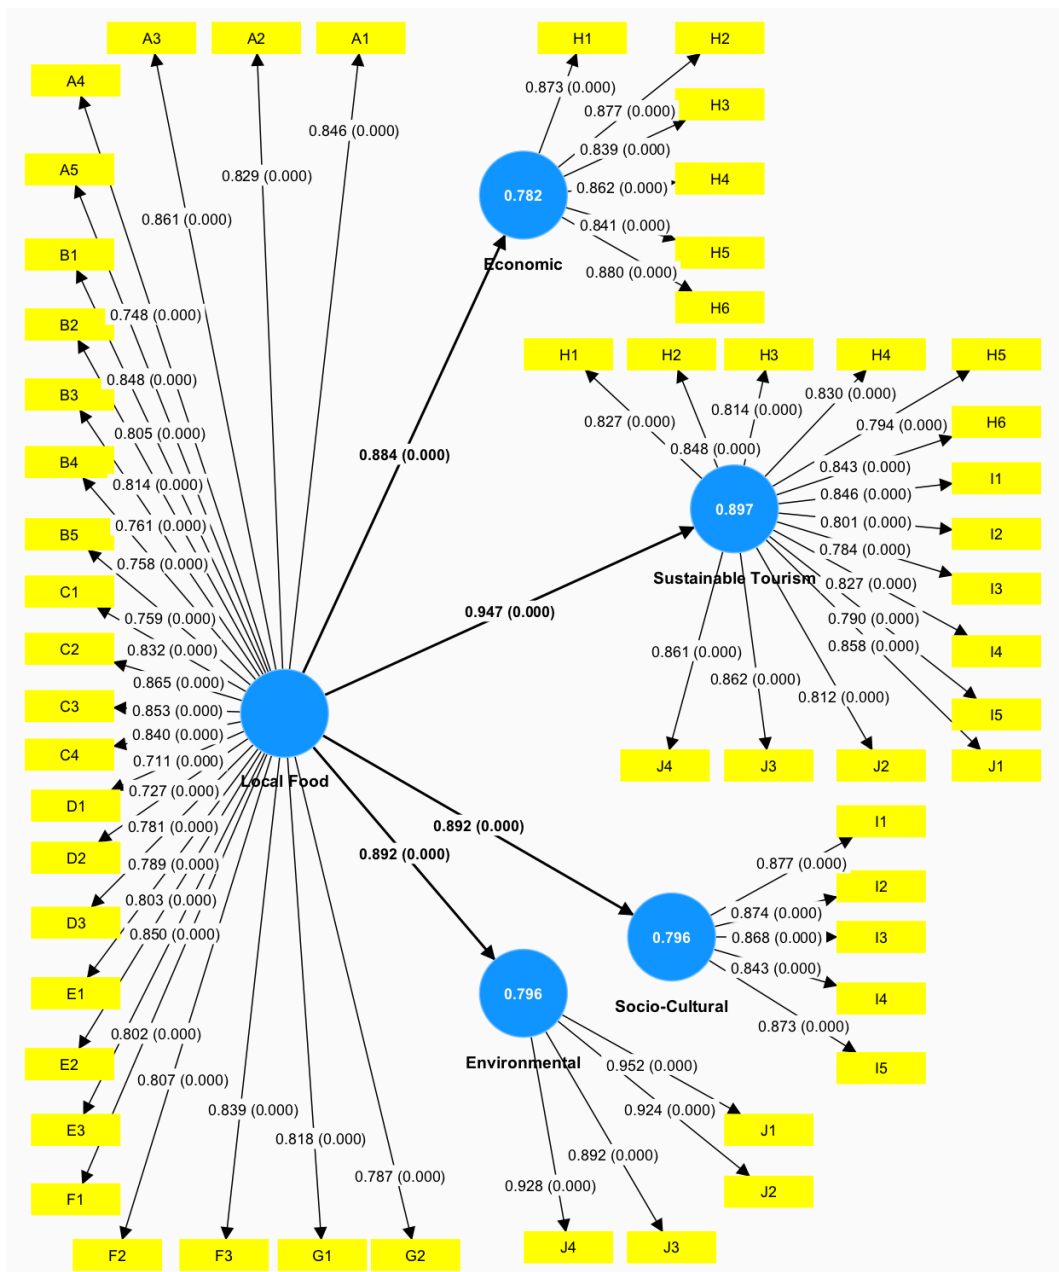 A3
A2
A1
H1
H2
A4
0.873 (0.000)
0.877 (0.000)
H3
0.846 (0.000)
0.839 (0.000)
A5
0.829 (0.000)
0.862 (0.000)
H4
0.782
0.861 (0.000)
0.841 (0.000)
B1
H5
Economic
0.880 (0.000)
H6
0.748 (0.000)
B2
H1
H2
H3
H4
H5
0.848 (0.000)
B3
0.830 (0.000)
0.814 (0.000)
0.827 (0.000)
0.794 (0.000)
H6
0.805 (0.000)
0.848 (0.000)
0.884 (0.000)
B4
0.843 (0.000)
I1
0.814 (0.000)
0.846 (0.000)
0.897
0.761 (0.000)
0.801 (0.000)
I2
B5
0.784 (0.000)
0.758 (0.000)
Sustainable Tourism
0.827 (0.000)
I3
C1
0.947 (0.000)
0.759 (0.000)
0.790 (0.000)
0.832 (0.000)
0.858 (0.000)
C2
0.861 (0.000)
I4
0.865 (0.000)
0.862 (0.000)
0.812 (0.000)
C3
0.853 (0.000)
I5
0.840 (0.000)
C4
0.711 (0.000)
J4
J3
J2
J1
Local Food
0.727 (0.000)
D1
0.781 (0.000)
0.892 (0.000)
I1
0.892 (0.000)
D2
0.789 (0.000)
0.877 (0.000)
I2
0.803 (0.000)
0.874 (0.000)
D3
0.850 (0.000)
0.796
0.868 (0.000)
I3
0.843 (0.000)
E1
0.796
I4
Socio-Cultural
0.802 (0.000)
0.873 (0.000)
E2
Environmental
0.952 (0.000)
I5
0.807 (0.000)
0.839 (0.000)
0.924 (0.000)
E3
0.818 (0.000)
J1
0.892 (0.000)
0.787 (0.000)
0.928 (0.000)
J2
F1
F2
F3
G1
G2
J4
J3